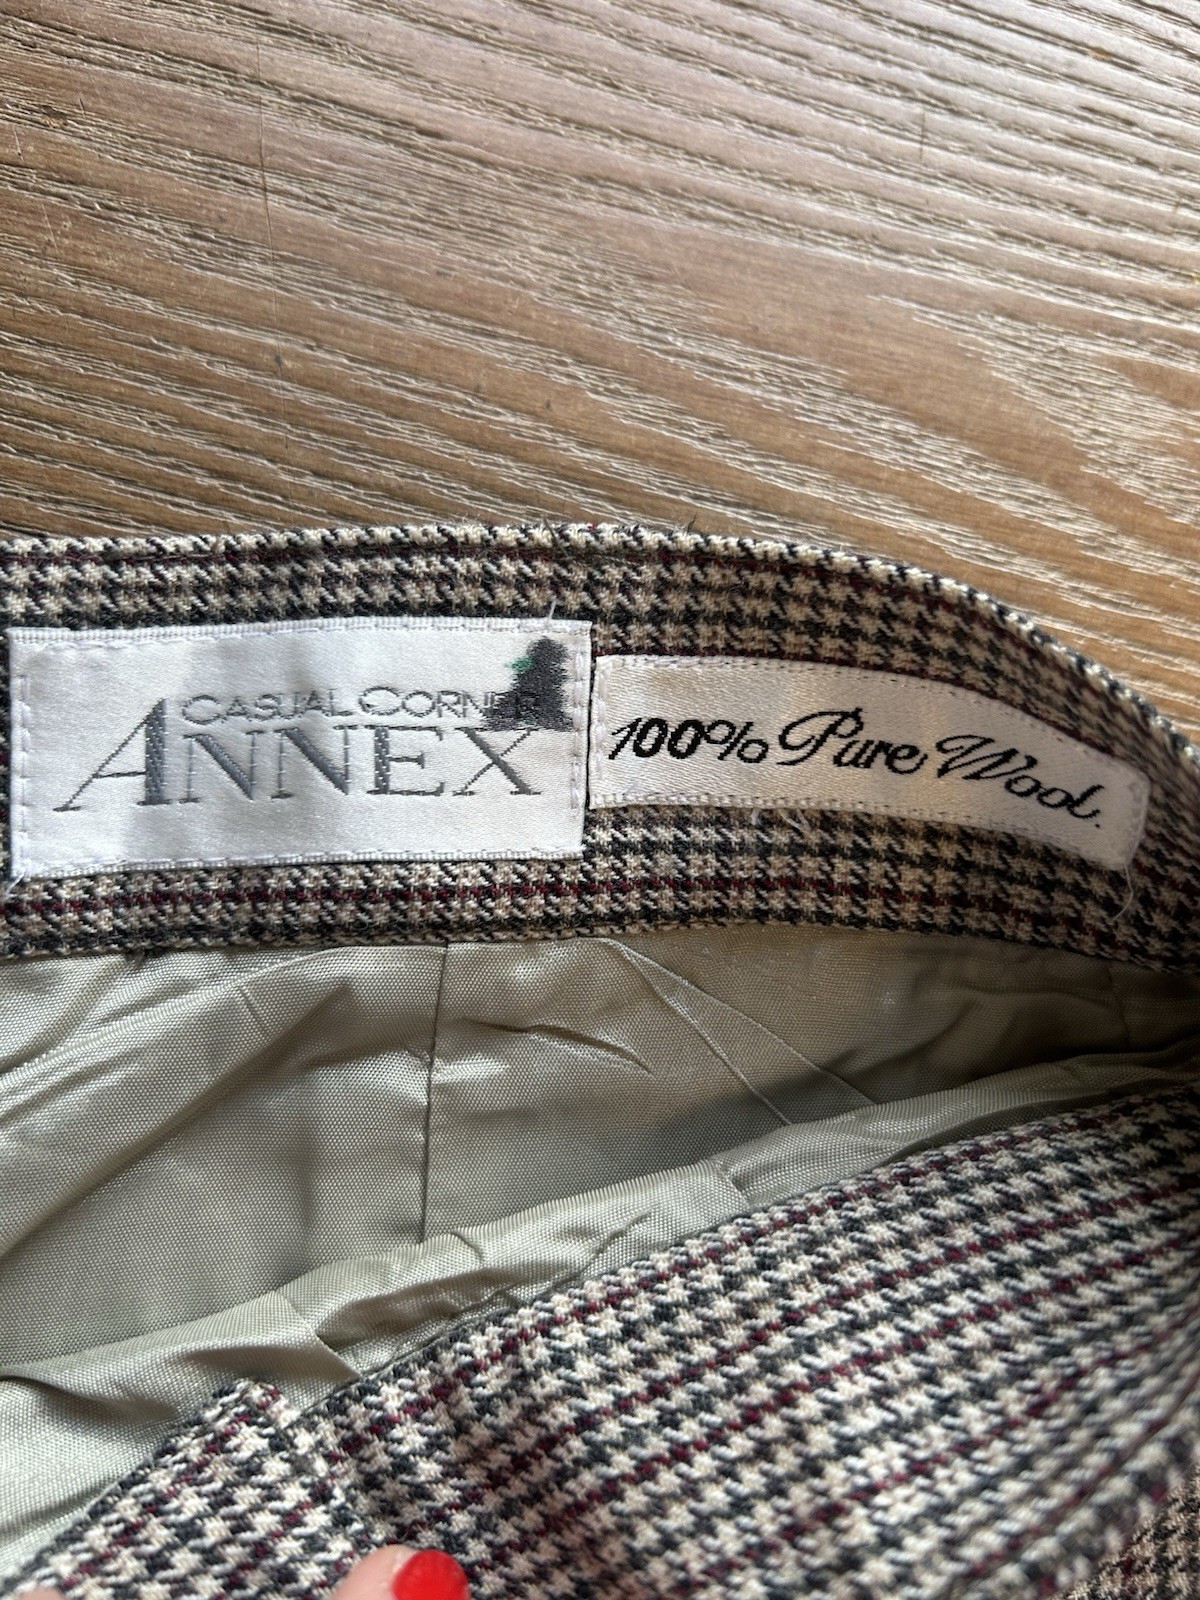 CASUAL CORNER
ANNEX
100% Pure Wool.